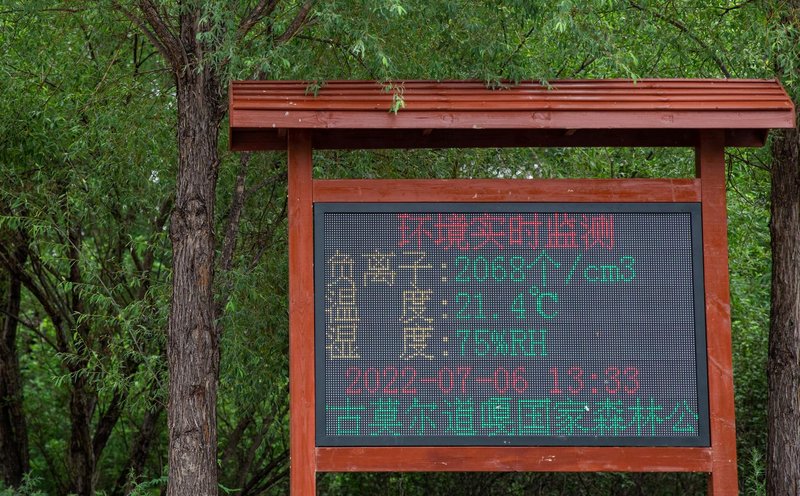 环境实时监测
负离子:2068个/cm3
温 度:21.4℃
湿 度:75%RH
2022-07-06 13:33
古莫尔道嘎国家森林公